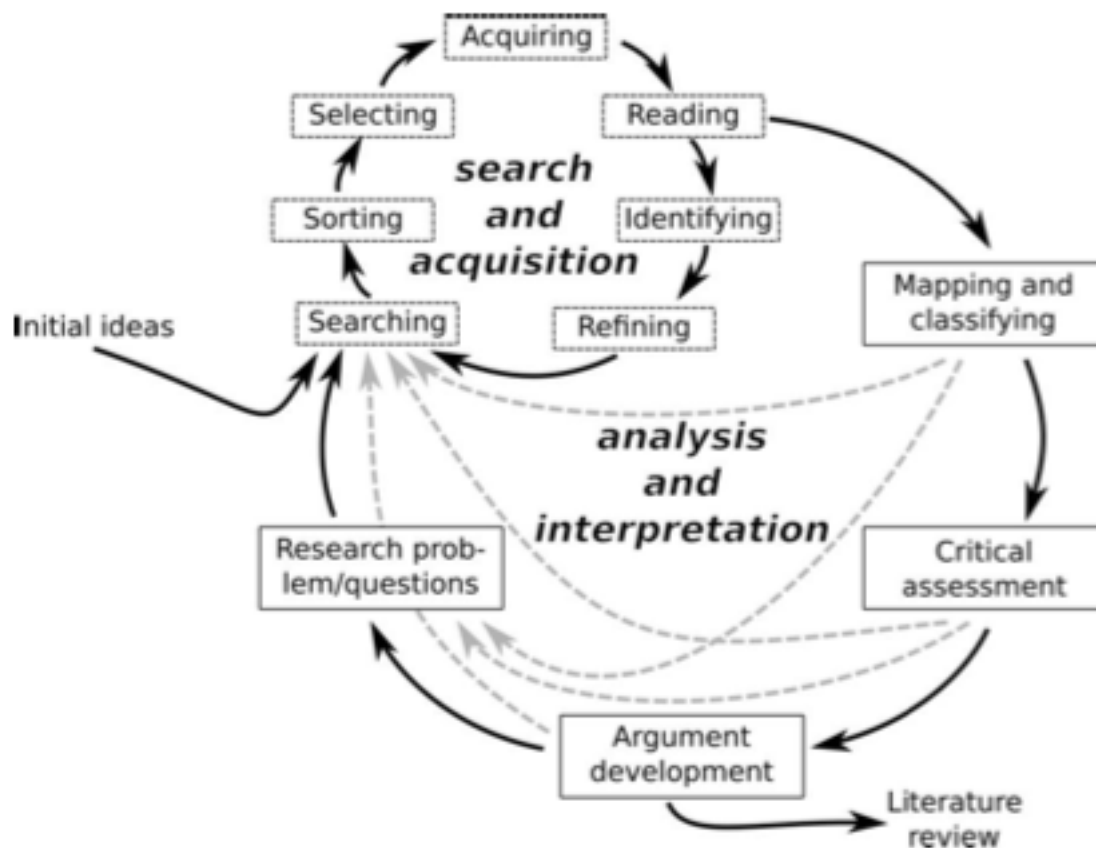 Acquiring
Selecting
Reading
search
and
acquisition
Sorting
Identifying
Searching
Refining
Initial ideas
Mapping and
classifying
analysis
and
interpretation
Research prob-
lem/questions
Critical
assessment
Argument
development
Literature
review